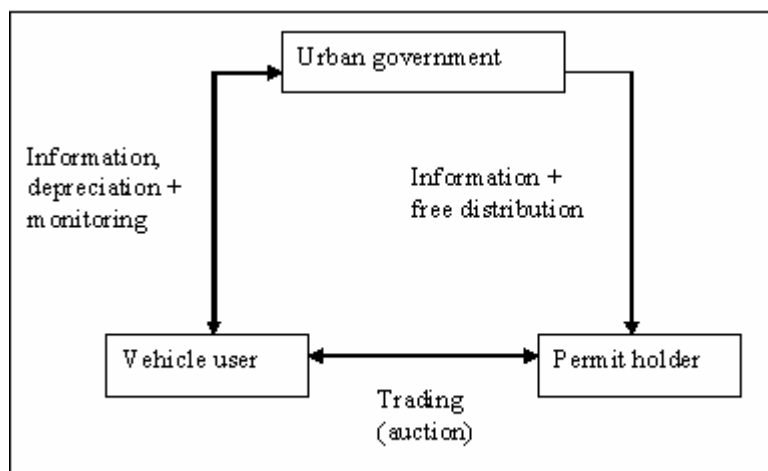 Urban government
Information,
depreciation +
monitoring
Information +
free distribution
Vehicle user
Permit holder
Trading
(auction)